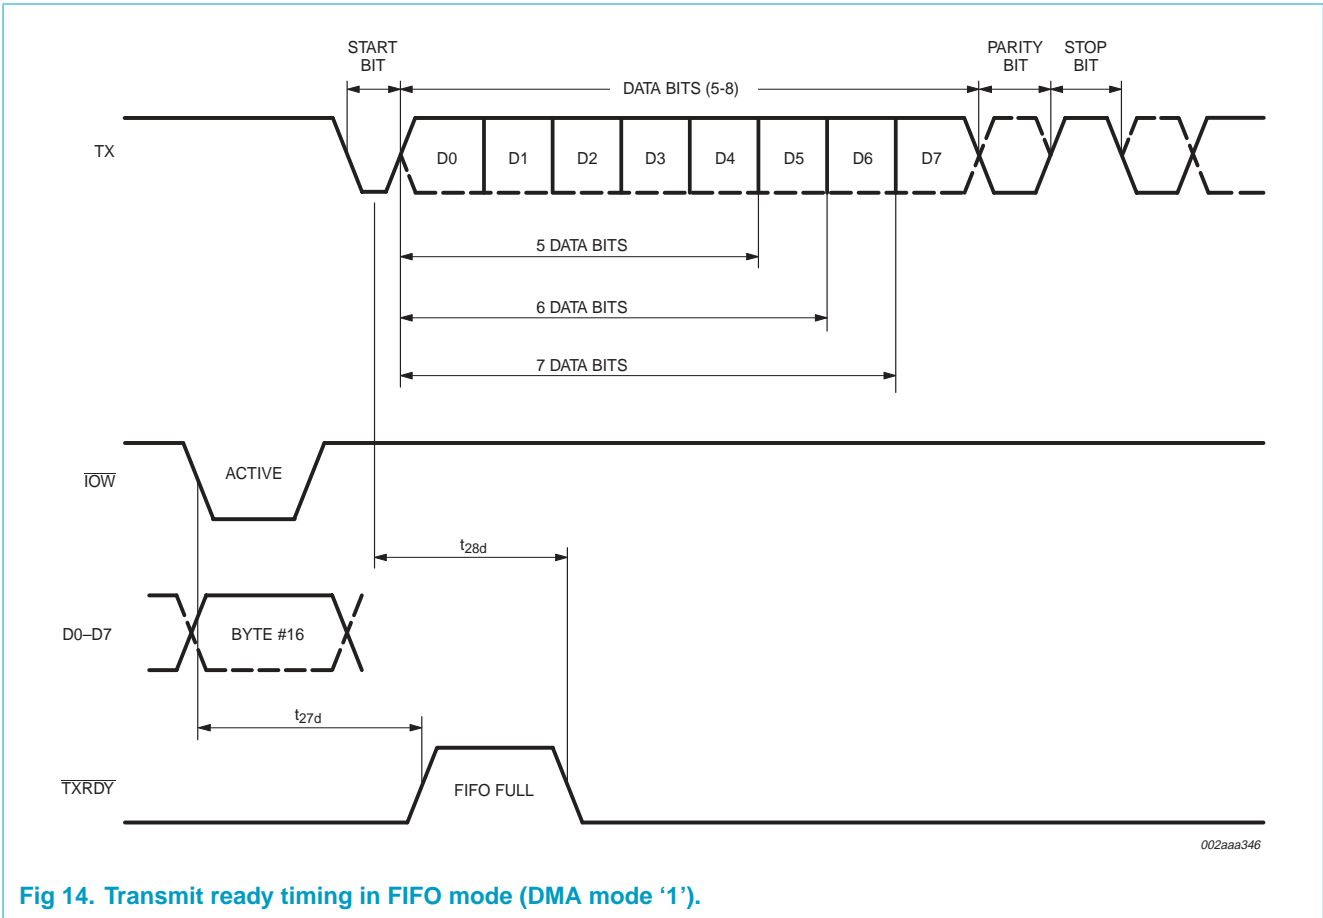 START
BIT
DATA BITS (5-8)
PARITY
BIT
STOP
BIT
TX
D0
D1
D2
D3
D4
D5
D6
D7
5 DATA BITS
6 DATA BITS
7 DATA BITS
IOW
ACTIVE
t28d
D0–D7
BYTE #16
t27d
TXRDY
FIFO FULL
002aaa346
Fig 14. Transmit ready timing in FIFO mode (DMA mode ‘1’).